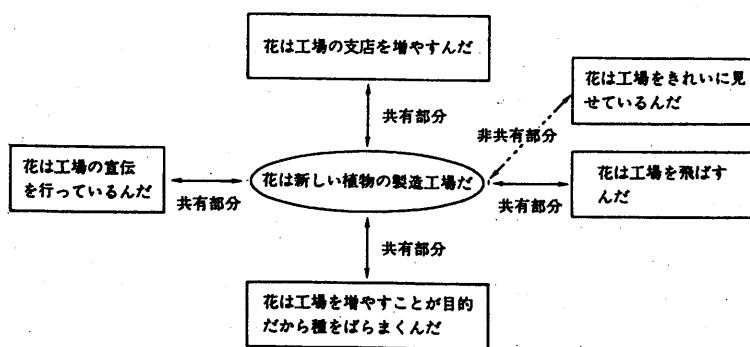 花は工場の支店を増やすんだ
花は工場をきれいに見
せているんだ
共有部分
非共有部分
花は工場の宣伝
を行っているんだ
花は新しい植物の製造工場だ
花は工場を飛ばす
んだ
共有部分
共有部分
共有部分
花は工場を増やすことが目的
だから種をばらまくんだ